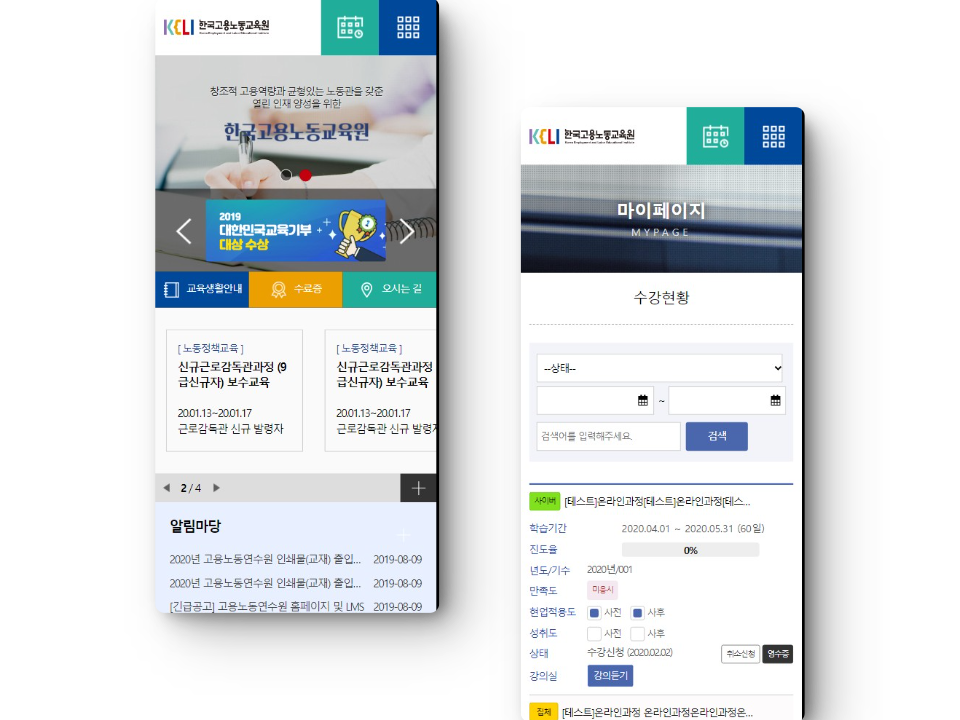 KELI 한국고용노동교육원
창조적 고용역량과 균형있는 노동관을 갖준
열린 인재 양성을 위한
한국고용노동교육원
2019
대한민국교육기부
대상 수상
교육생활안내 수료증 오시는 길
[ 노동정책교육 ]
신규근로감독관과정 (9
급신규자) 보수교육
20.01.13~20.01.17
근로감독관 신규 발령자
[ 노동정책교육 ]
신규근로감독관과정
급신규자) 보수교육
20.01.13~20.01.17
근로감독관 신규 발령자
2 / 4
알림마당
2020년 고용노동연수원 인쇄물(교재) 졸입... 2019-08-09
2020년 고용노동연수원 인쇄물(교재) 졸입... 2019-08-09
[긴급공고] 고용노동연수원 홈페이지 및 LMS 2019-08-09
KELI 한국고용노동교육원
마이페이지
MYPAGE
수강현황
--상태--
~
검색어를 입력해주세요. 검색
사이버 [테스트]온라인과정[테스트]온라인과정[테스...
학습기간 2020.04.01 ~ 2020.05.31 (60일)
진도율 0%
년도/기수 2020년/001
만족도 미응시
현업적용도 사전 사후
성취도 사전 사후
상태 수강신청 (2020.02.02) 취소신청 영수증
강의실 강의듣기
집체 [테스트]온라인과정 온라인과정온라인과정온...